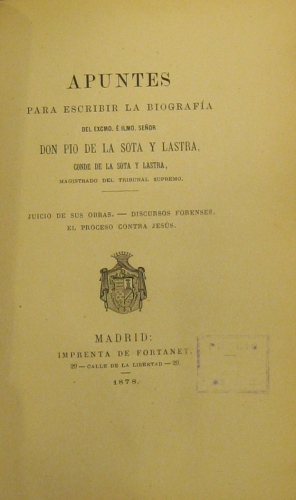 APUNTES
PARA ESCRIBIR LA BIOGRAFÍA
DEL EXCMO. É ILMO. SEÑOR
DON PIO DE LA SOTA Y LASTRA,
CONDE DE LA SOTA Y LASTRA,
MAGISTRADO DEL TRIBUNAL SUPREMO.
JUICIO DE SUS OBRAS. — DISCURSOS FORENSES.
EL PROCESO CONTRA JESÚS.
MADRID:
IMPRENTA DE FORTANET,
29 — CALLE DE LA LIBERTAD — 29
1878.